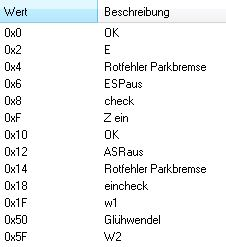 Wert Beschreibung
0x0 OK
0x2 E
0x4 Rotfehler Parkbremse
0x6 ESPaus
0x8 check
0xF Z ein
0x10 OK
0x12 ASRaus
0x14 Rotfehler Parkbremse
0x18 eincheck
0x1F w1
0x50 Glühwendel
0x5F W2